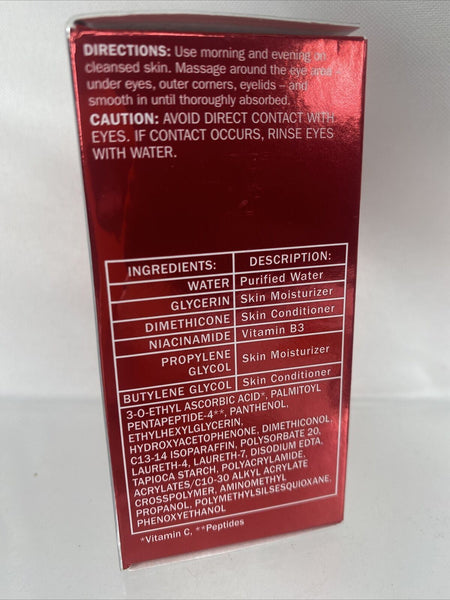 DIRECTIONS: Use morning and evening on
cleansed skin. Massage around the eye area
under eyes, outer corners, eyelids – and
smooth in until thoroughly absorbed.
CAUTION: AVOID DIRECT CONTACT WITH
EYES. IF CONTACT OCCURS, RINSE EYES
WITH WATER.
INGREDIENTS: DESCRIPTION:
WATER Purified Water
GLYCERIN Skin Moisturizer
DIMETHICONE Skin Conditioner
NIACINAMIDE Vitamin B3
PROPYLENE
GLYCOL Skin Moisturizer
BUTYLENE GLYCOL Skin Conditioner
3-O-ETHYL ASCORBIC ACID*, PALMITOYL
PENTAPEPTIDE-4**, PANTHENOL,
ETHYLHEXYLGLYCERIN,
HYDROXYACETOPHENONE, DIMETHICONOL,
C13-14 ISOPARAFFIN, POLYSORBATE 20,
LAURETH-4, LAURETH-7, DISODIUM EDTA,
TAPIOCA STARCH, POLYACRYLAMIDE,
ACRYLATES/C10-30 ALKYL ACRYLATE
CROSSPOLYMER, AMINOMETHYL
PROPANOL, POLYMETHYLSILSESQUIOXANE,
PHENOXYETHANOL
*Vitamin C, **Peptides